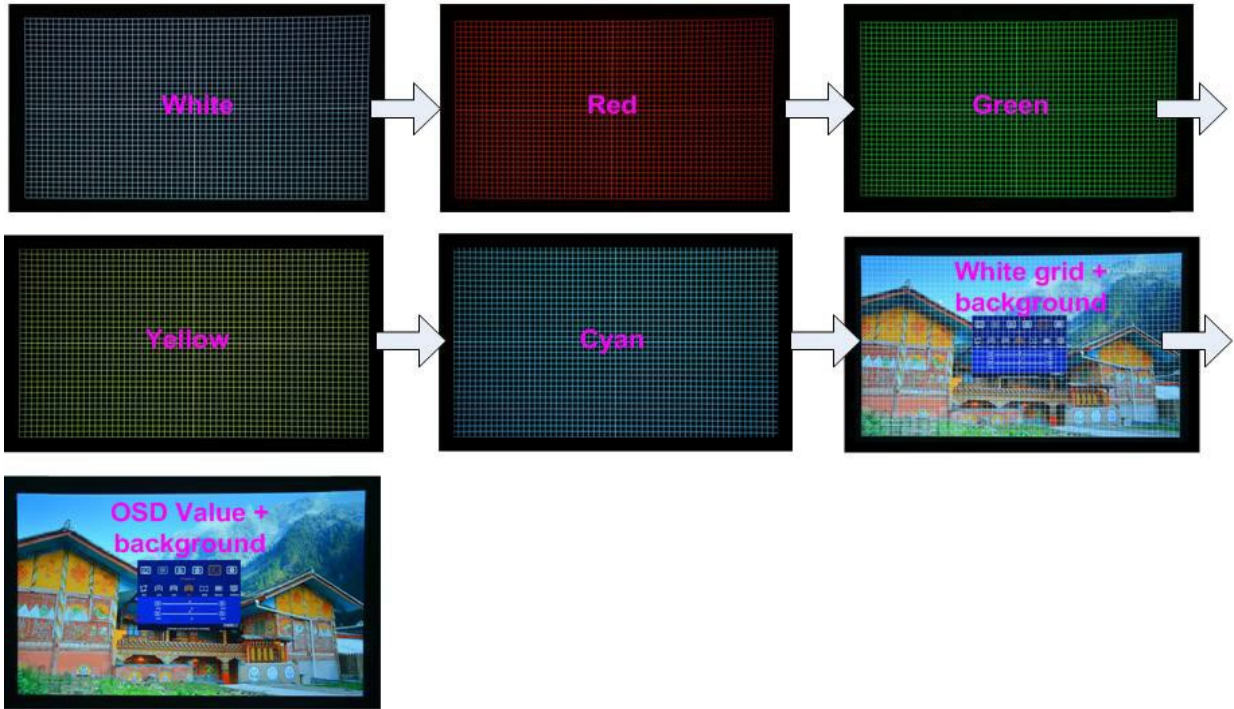 White
Red
Green
Yellow
Cyan
White grid +
background
OSD Value +
background